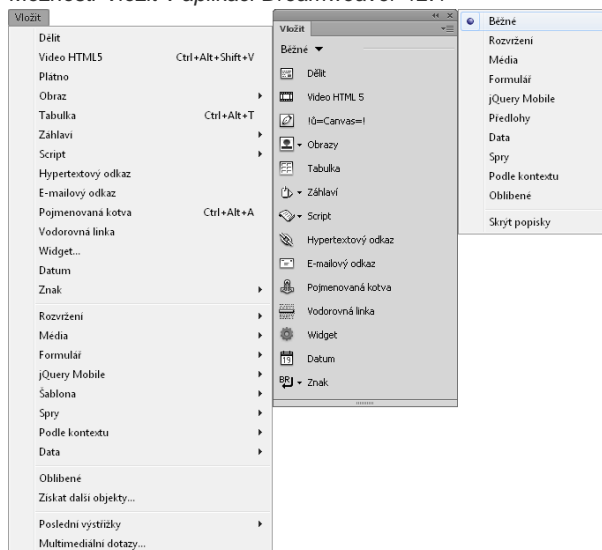 Možnosti Vložit v aplikaci Dreamweaver
Vložit
Dělit
Video HTML5 Ctrl+Alt+Shift+V
Plátno
Obraz
Tabulka Ctrl+Alt+T
Záhlaví
Script
Hypertextový odkaz
E-mailový odkaz
Pojmenovaná kotva Ctrl+Alt+A
Vodorovná linka
Widget...
Datum
Znak
Rozvržení
Média
Formulář
jQuery Mobile
Šablona
Spry
Podle kontextu
Data
Oblíbené
Získat další objekty...
Poslední výstřižky
Multimediální dotazy...
Vložit
Běžné
Dělit
Video HTML 5
!û=Canvas=!
Obrazy
Tabulka
Záhlaví
Script
Hypertextový odkaz
E-mailový odkaz
Pojmenovaná kotva
Vodorovná linka
Widget
19 Datum
BR Znak
Běžné
Rozvržení
Média
Formulář
jQuery Mobile
Předlohy
Data
Spry
Podle kontextu
Oblíbené
Skrýt popisky